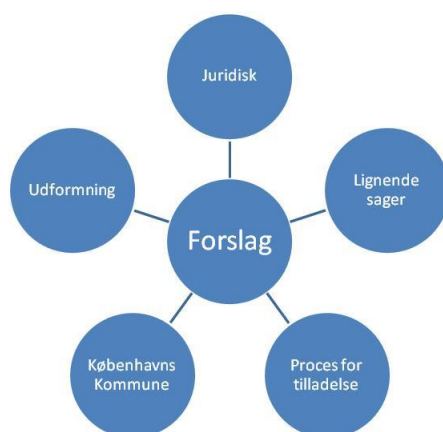 Juridisk
Udformning
Lignende
sager
Forslag
Københavns
Kommune
Proces for
tilladelse